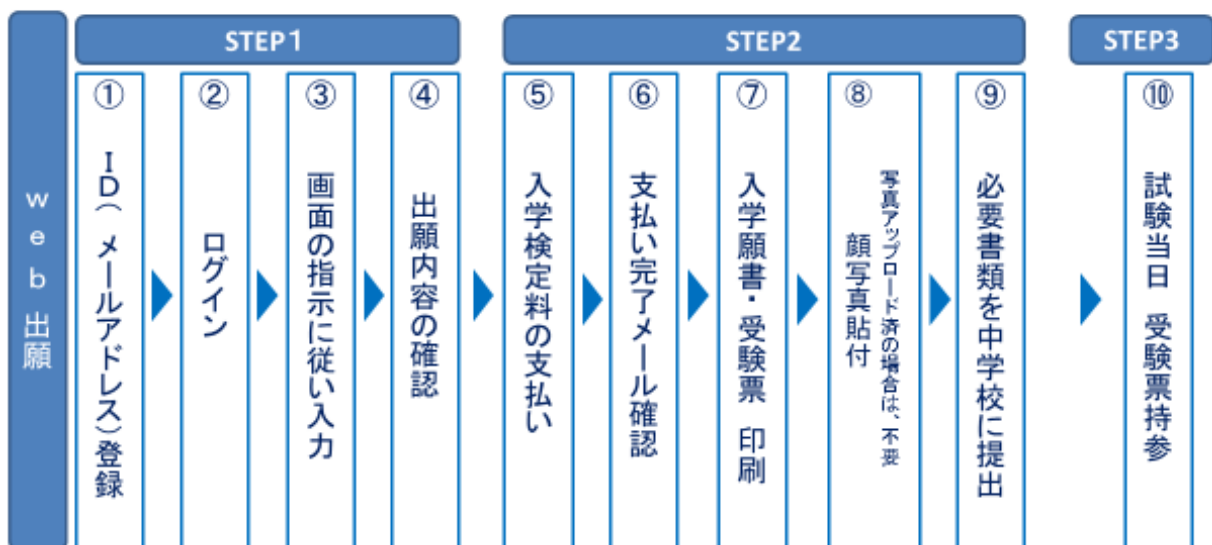 web出願
STEP1
①
ID(メールアドレス)登録
②
ログイン
③
画面の指示に従い入力
④
出願内容の確認
STEP2
⑤
入学検定料の支払い
⑥
支払い完了メール確認
⑦
入学願書・受験票 印刷
⑧
写真アップロード済の場合は、不要
顔写真貼付
⑨
必要書類を中学校に提出
STEP3
⑩
試験当日 受験票持参